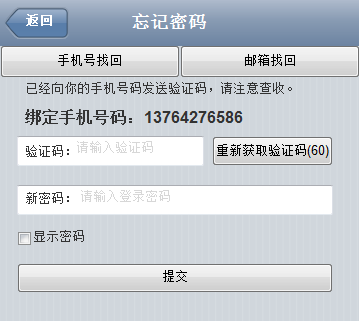 返回 忘记密码
手机号找回 邮箱找回
已经向你的手机号码发送验证码，请注意查收。
绑定手机号码：13764276586
验证码：请输入验证码 重新获取验证码(60)
新密码：请输入登录密码
显示密码
提交